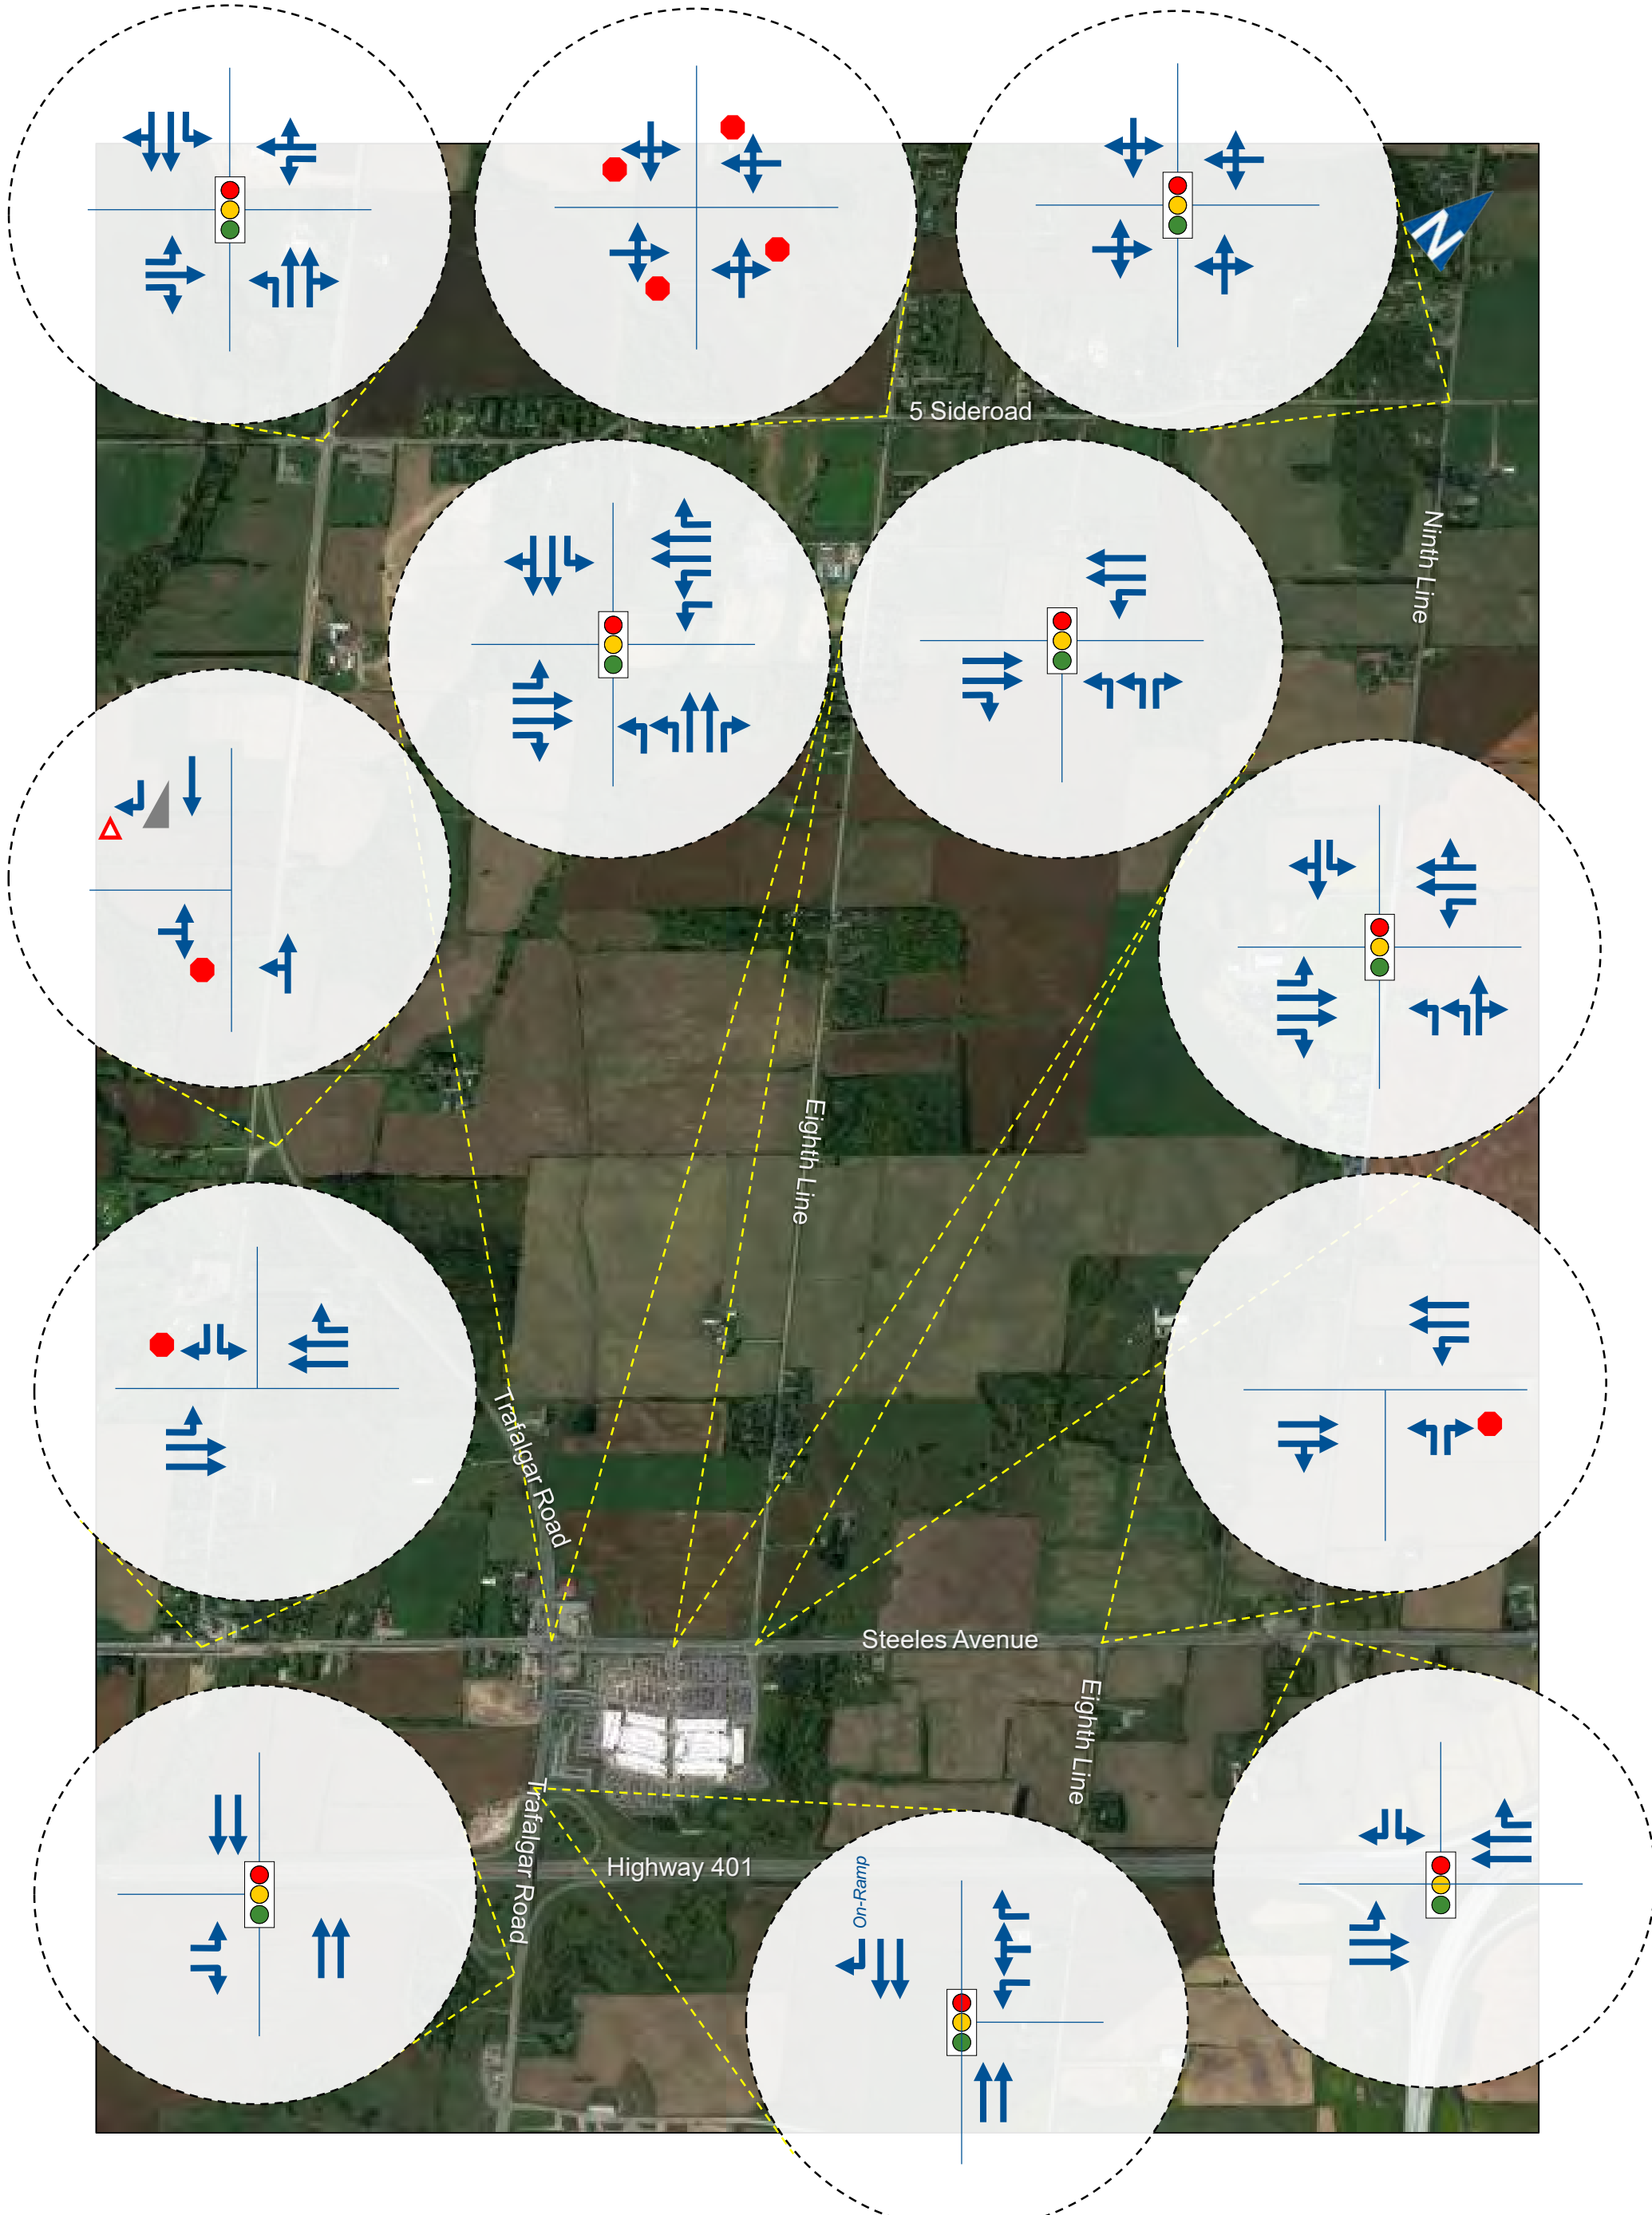 N
5 Sideroad
Ninth Line
Eighth Line
Trafalgar Road
Steeles Avenue
Eighth Line
Trafalgar Road
Highway 401
On-Ramp